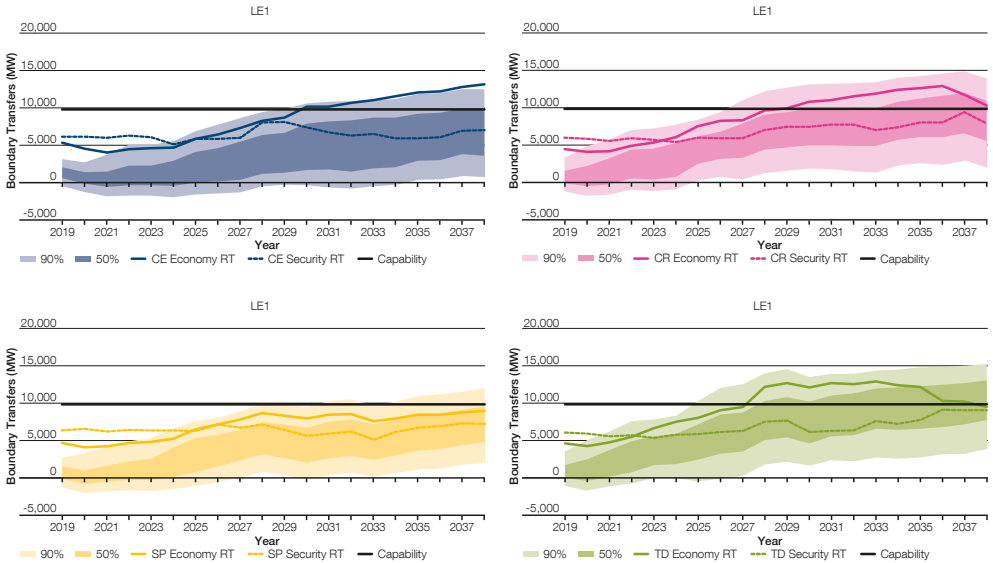 LE1
Boundary Transfers (MW)
20,000
15,000
10,000
5,000
0
-5,000
2019 2021 2023 2025 2027 2029 2031 2033 2035 2037
Year
90% 50% CE Economy RT CE Security RT Capability
LE1
Boundary Transfers (MW)
20,000
15,000
10,000
5,000
0
-5,000
2019 2021 2023 2025 2027 2029 2031 2033 2035 2037
Year
90% 50% CR Economy RT CR Security RT Capability
LE1
Boundary Transfers (MW)
20,000
15,000
10,000
5,000
0
-5,000
2019 2021 2023 2025 2027 2029 2031 2033 2035 2037
Year
90% 50% SP Economy RT SP Security RT Capability
LE1
Boundary Transfers (MW)
20,000
15,000
10,000
5,000
0
-5,000
2019 2021 2023 2025 2027 2029 2031 2033 2035 2037
Year
90% 50% TD Economy RT TD Security RT Capability